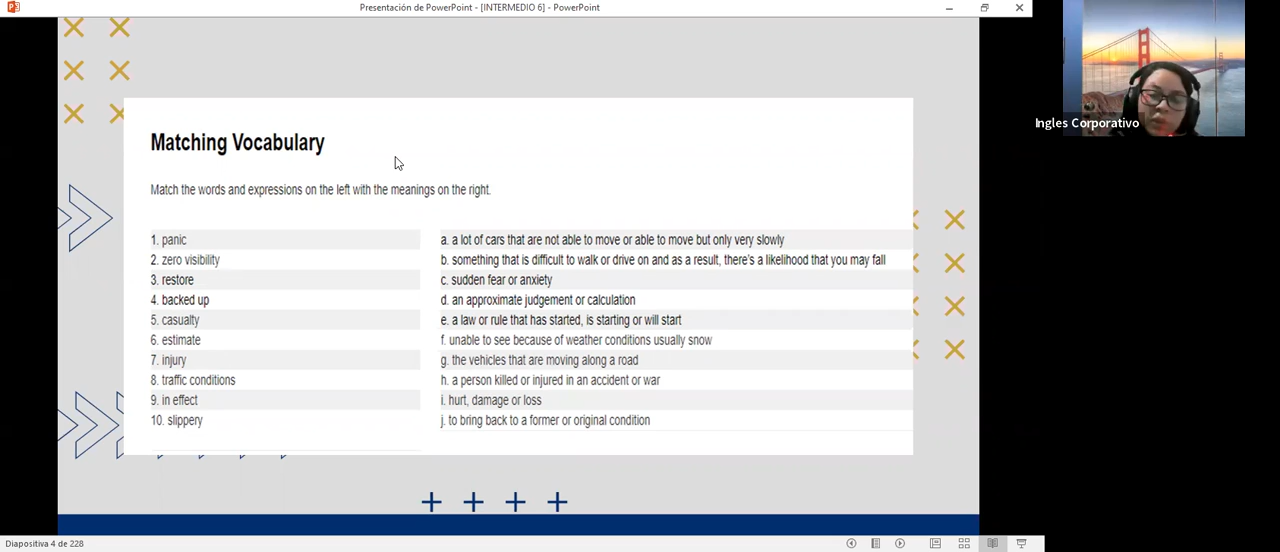 Presentación de PowerPoint - [INTERMEDIO 6] - PowerPoint
Ingles Corporativo
Matching Vocabulary
Match the words and expressions on the left with the meanings on the right.
1. panic
2. zero visibility
3. restore
4. backed up
5. casualty
6. estimate
7. injury
8. traffic conditions
9. in effect
10. slippery
a. a lot of cars that are not able to move or able to move but only very slowly
b. something that is difficult to walk or drive on and as a result, there's a likelihood that you may fall
c. sudden fear or anxiety
d. an approximate judgement or calculation
e. a law or rule that has started, is starting or will start
f. unable to see because of weather conditions usually snow
g. the vehicles that are moving along a road
h. a person killed or injured in an accident or war
i. hurt, damage or loss
j. to bring back to a former or original condition
Diapositiva 4 de 228